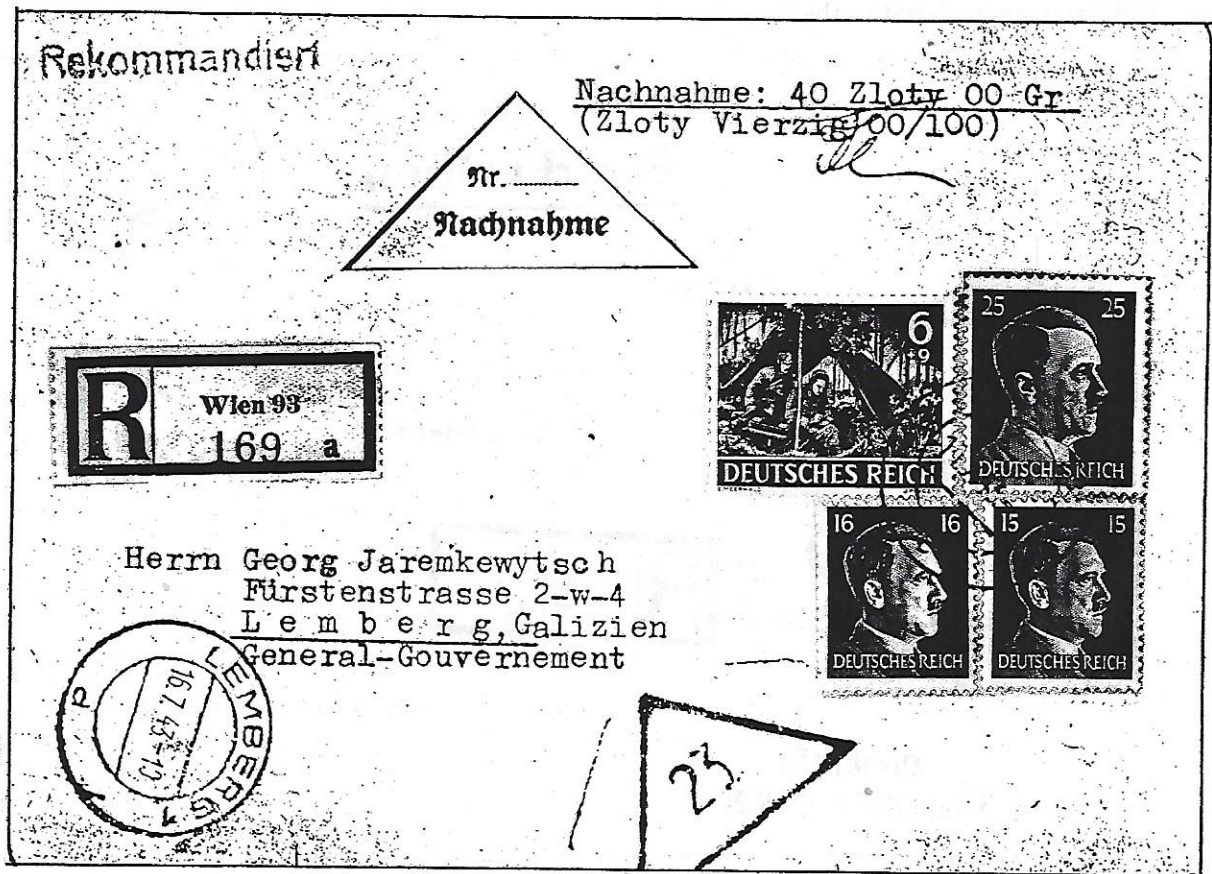 Rekommandiert
Nachnahme: 40 Zloty 00 Gr
(Zloty Vierzig 00/100)
Nr.
Nachnahme
6
+9
DEUTSCHES REICH
25 25
DEUTSCHES REICH
R Wien 93
169 a
16 16
DEUTSCHES REICH
15 15
DEUTSCHES REICH
Herrn Georg Jaremkewytsch
Fürstenstrasse 2-w-4
Lemberg, Galizien
General-Gouvernement
LEMBERG 1
16.7.43-10
23